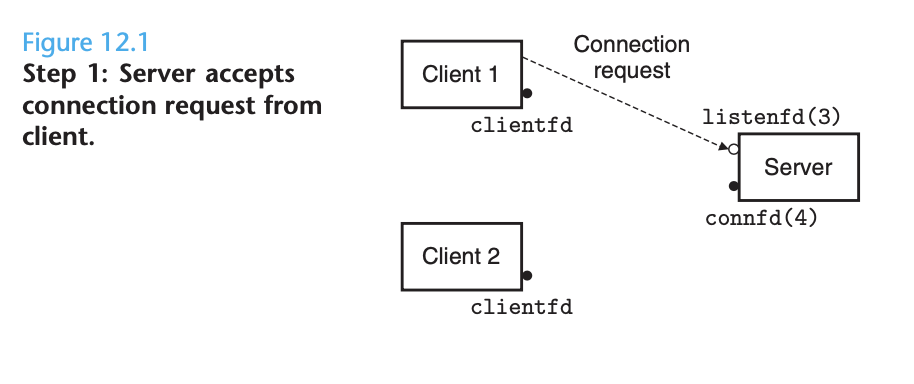 Figure 12.1
Step 1: Server accepts
connection request from
client.
Connection
request
Client 1
clientfd
listenfd(3)
Server
connfd(4)
Client 2
clientfd